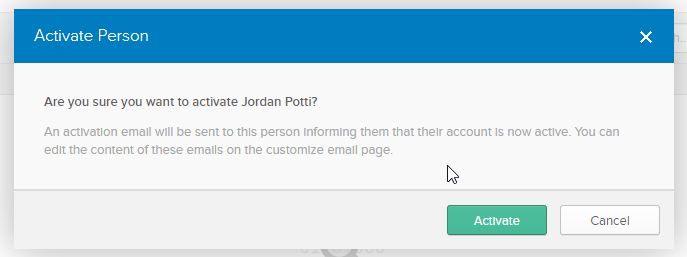 Activate Person
Are you sure you want to activate Jordan Potti?
An activation email will be sent to this person informing them that their account is now active. You can
edit the content of these emails on the customize email page.
Activate
Cancel